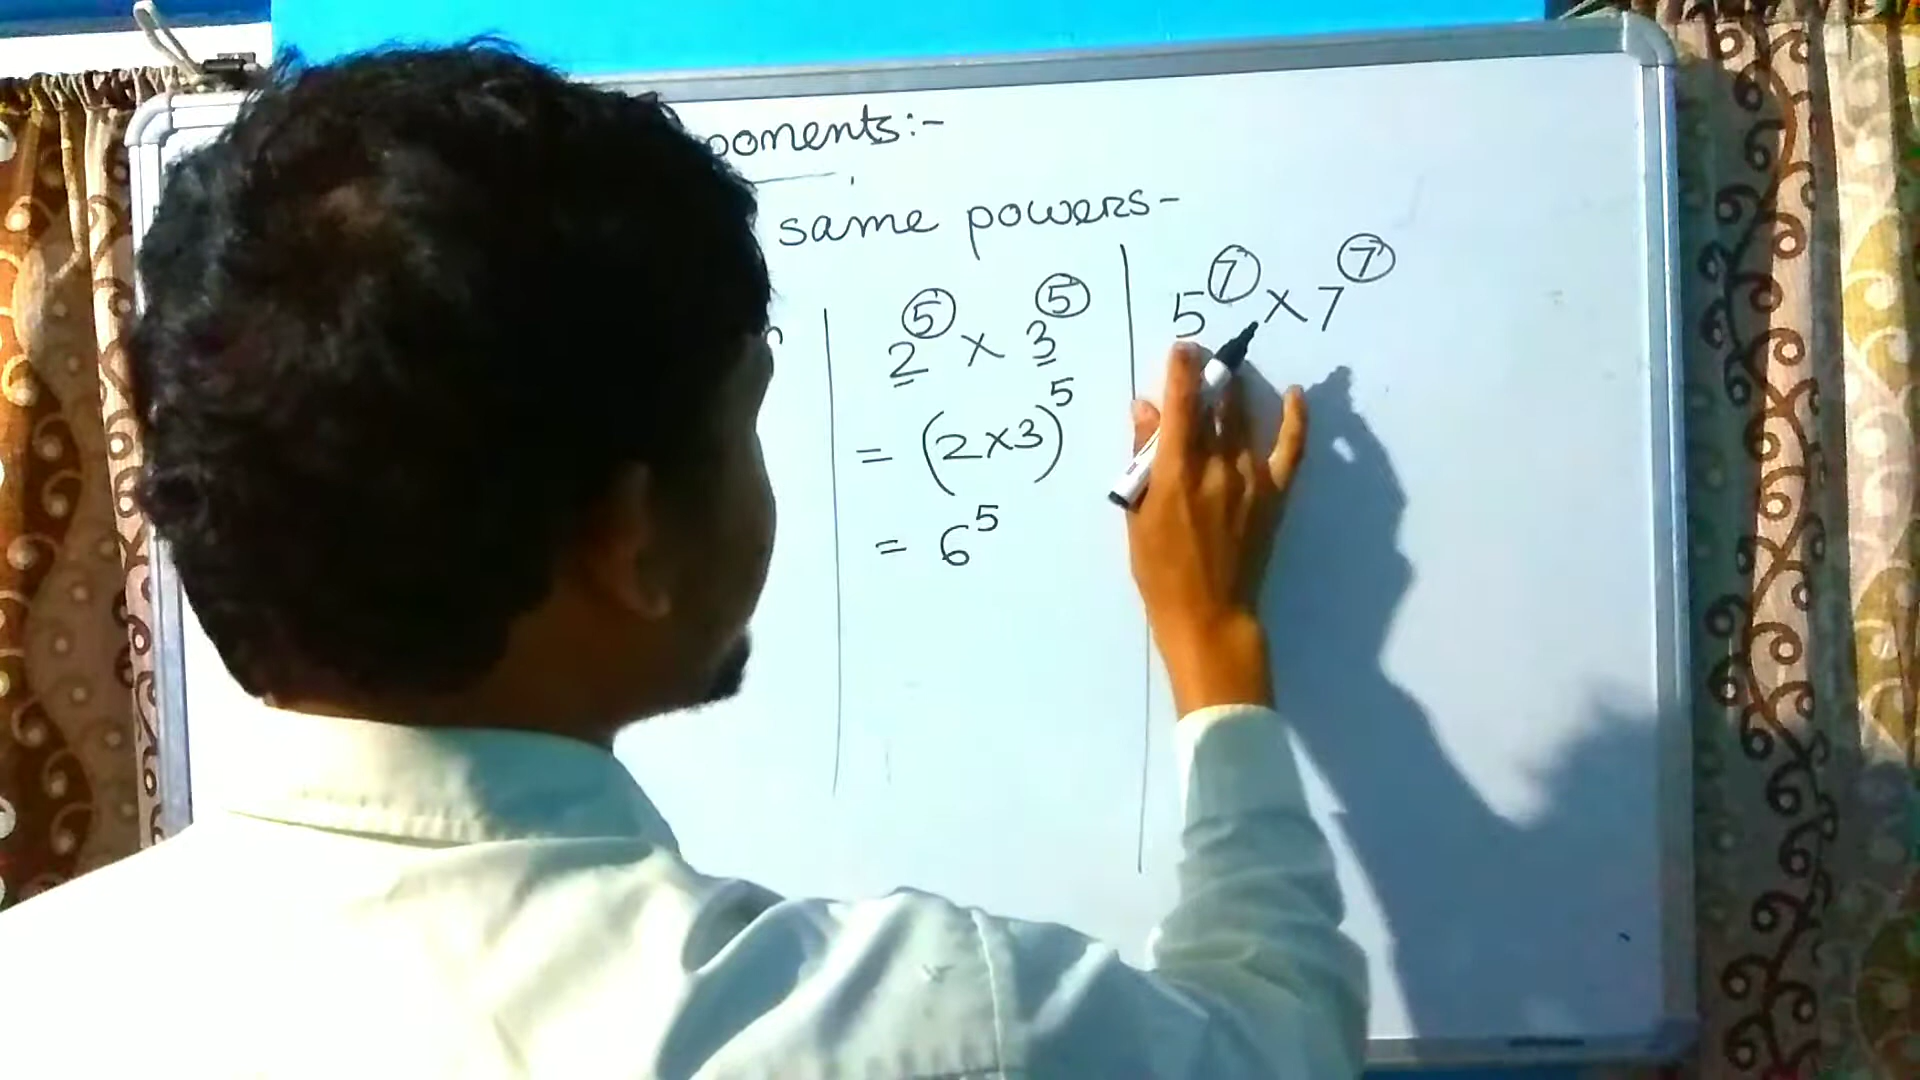 ponents:-
same powers-
2⁵ × 3⁵
= (2×3)⁵
= 6⁵
5⁷ × 7⁷